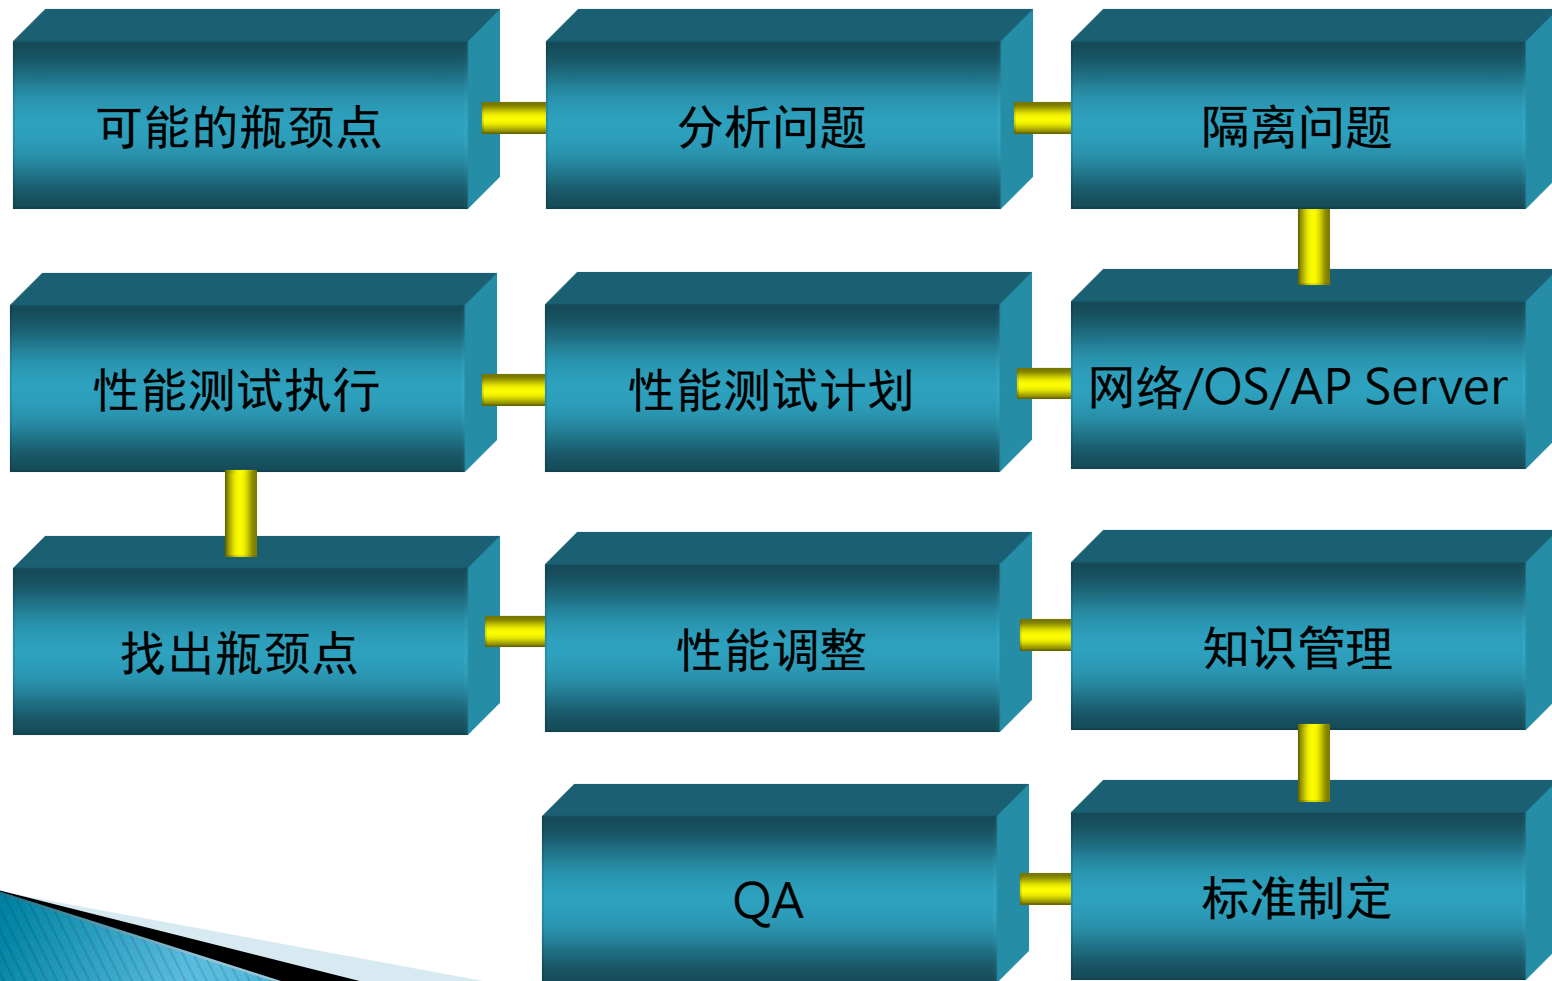 可能的瓶颈点
分析问题
隔离问题
性能测试执行
性能测试计划
网络/OS/AP Server
找出瓶颈点
性能调整
知识管理
QA
标准制定